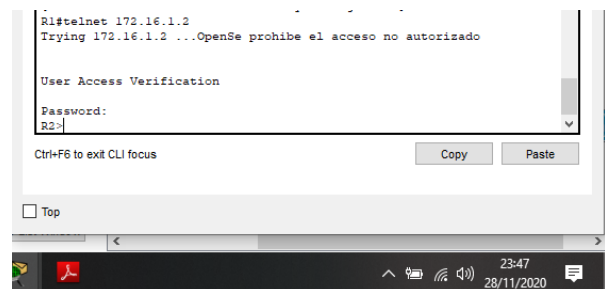 R1#telnet 172.16.1.2
Trying 172.16.1.2 ...OpenSe prohibe el acceso no autorizado
User Access Verification
Password:
R2>
Ctrl+F6 to exit CLI focus
Copy
Paste
Top
23:47
28/11/2020